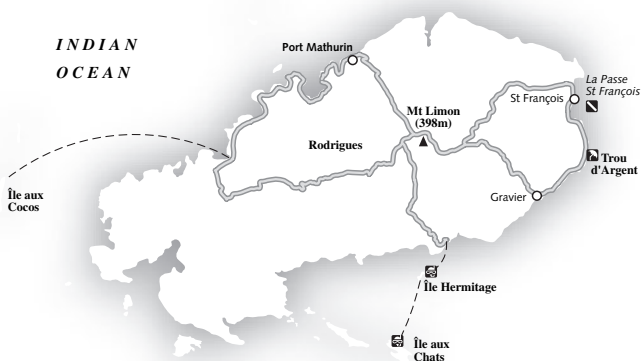 INDIAN
OCEAN
Port Mathurin
La Passe
St François
St François
Mt Limon
(398m)
Rodrigues
Trou
d'Argent
Île aux
Cocos
Gravier
Île Hermitage
Île aux
Chats